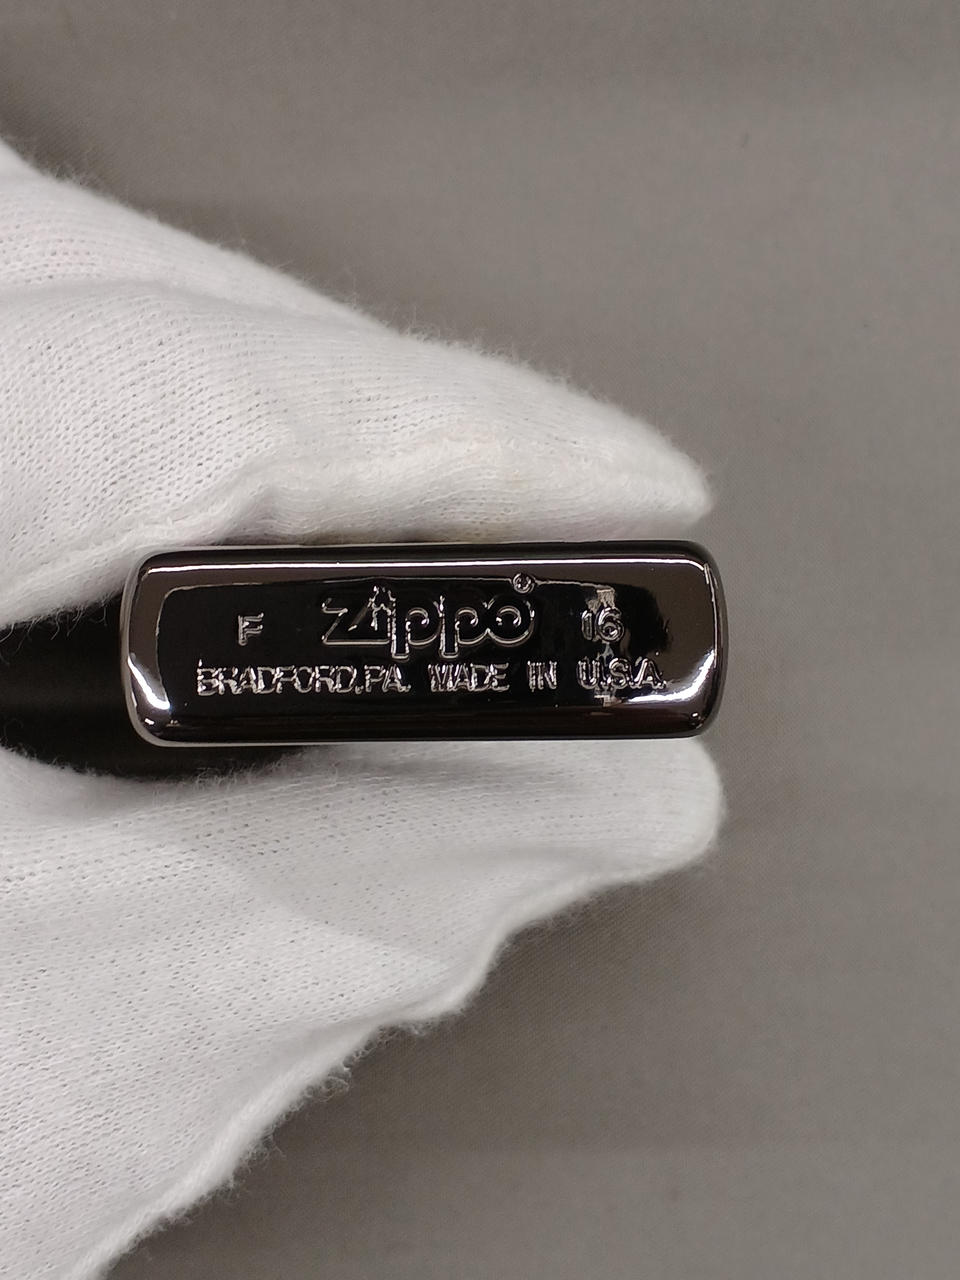 F Zippo® 16
BRADFORD,PA. MADE IN U.S.A.